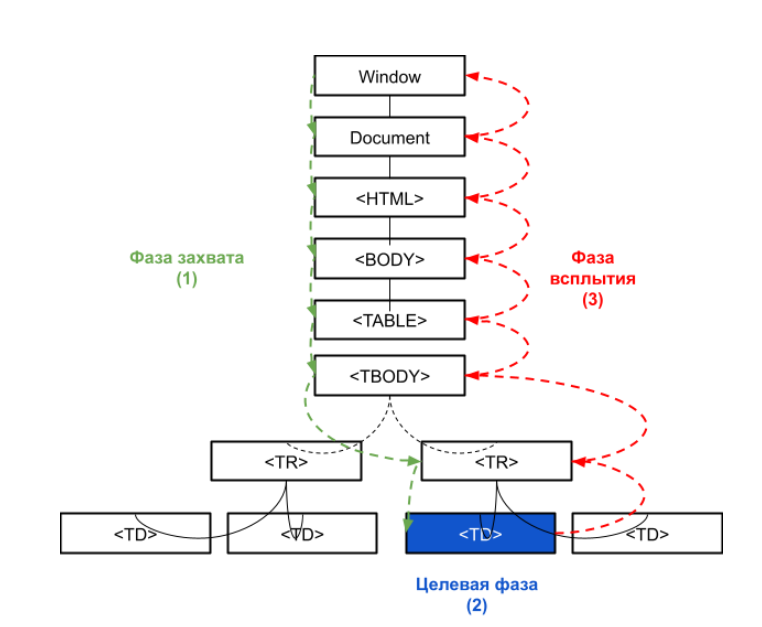 Window
Document
<HTML>
Фаза захвата
(1)
<BODY>
Фаза
всплытия
(3)
<TABLE>
<TBODY>
<TR>
<TR>
<TD>
<TD>
<TD>
<TD>
Целевая фаза
(2)